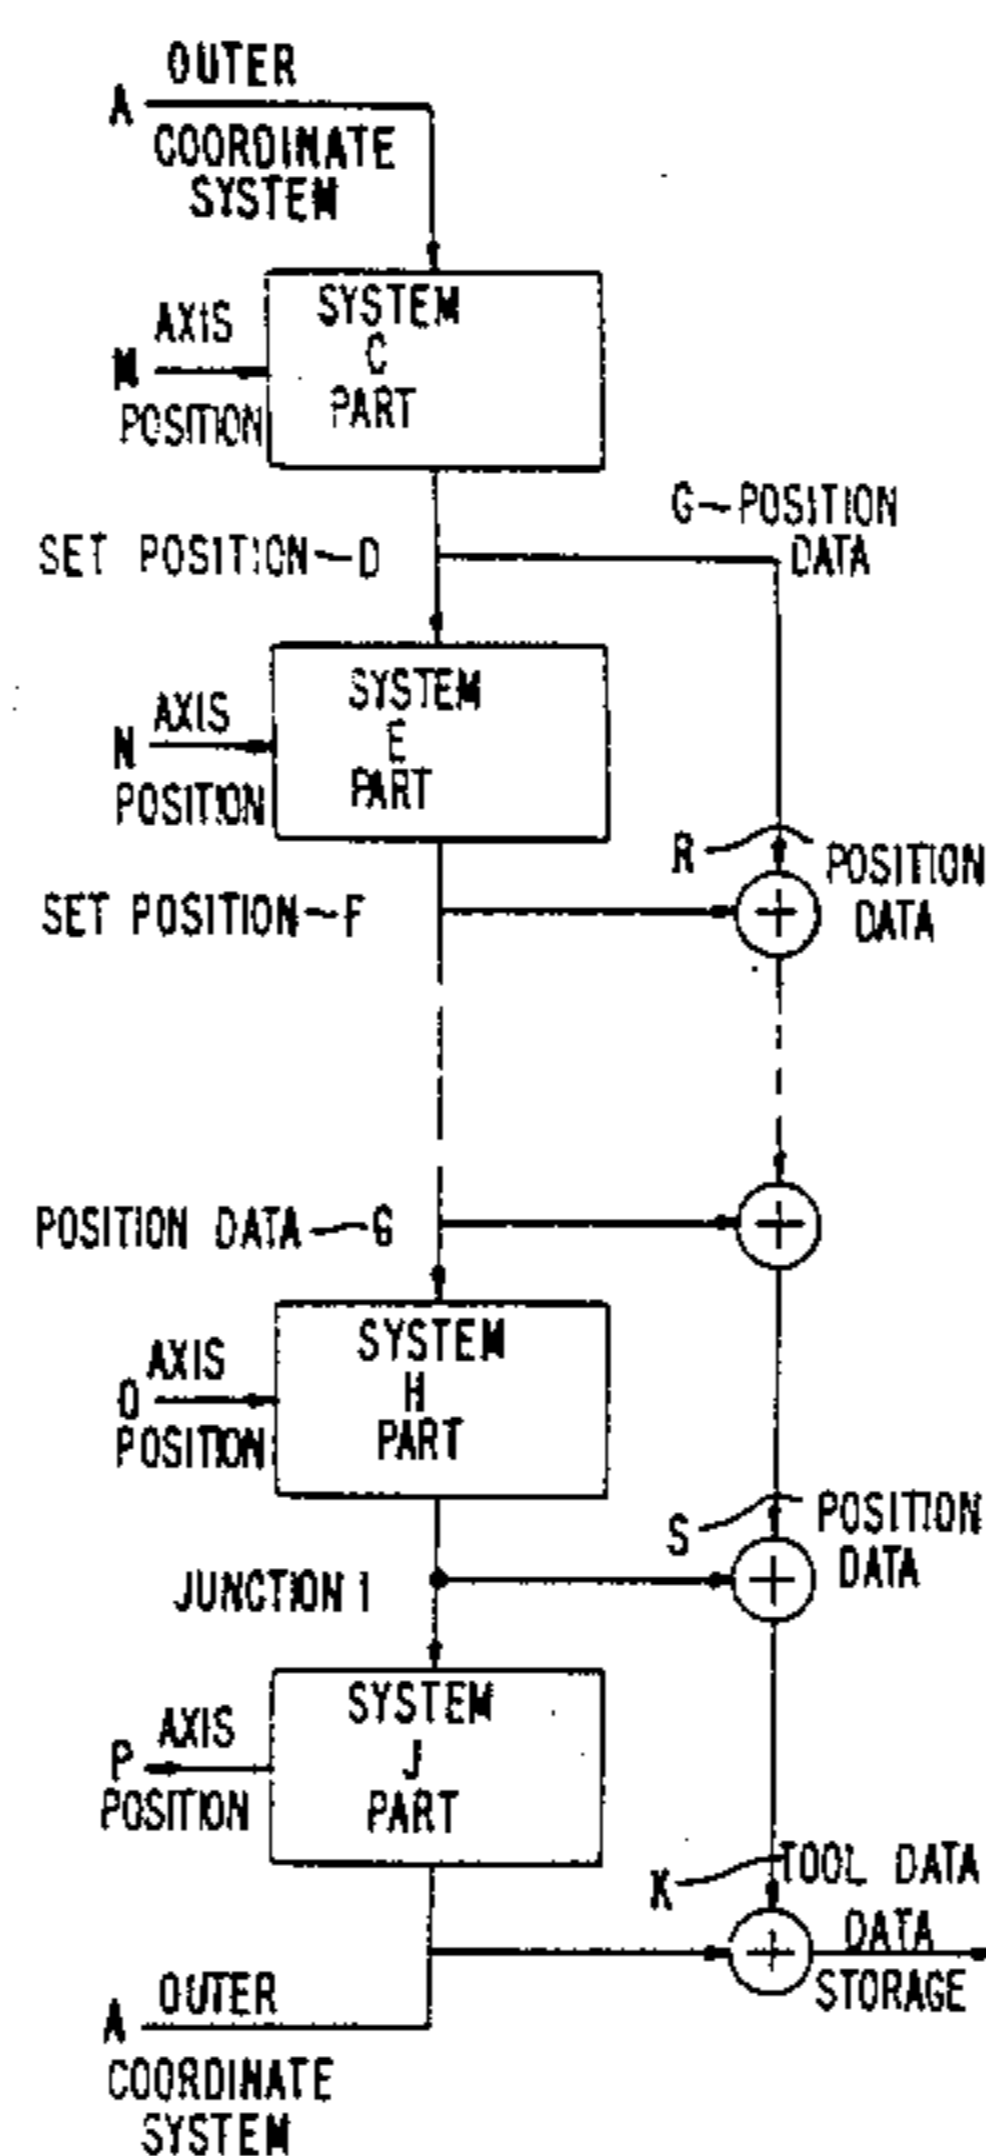 OUTER
A
COORDINATE
SYSTEM
SYSTEM
C
PART
AXIS
M
POSITION
G-POSITION
DATA
SET POSITION-D
SYSTEM
E
PART
AXIS
N
POSITION
R
POSITION
DATA
SET POSITION-F
+
+
POSITION DATA-G
SYSTEM
H
PART
AXIS
O
POSITION
S
POSITION
DATA
JUNCTION I
+
SYSTEM
J
PART
AXIS
P
POSITION
K
TOOL DATA
+
DATA
STORAGE
OUTER
A
COORDINATE
SYSTEM